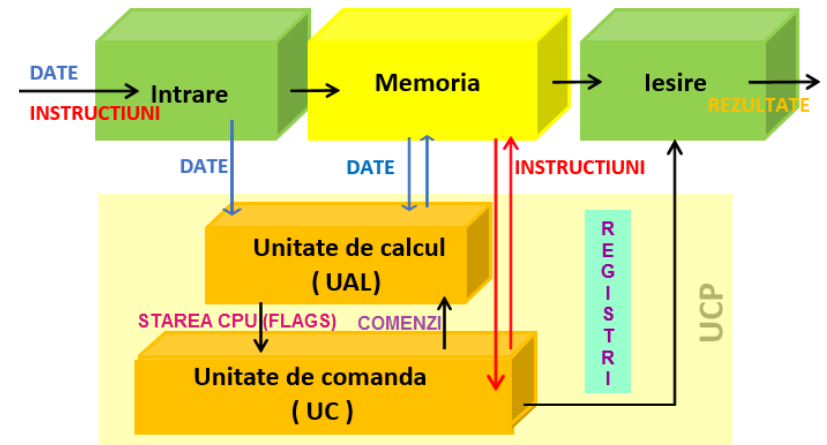 DATE
INSTRUCTIUNI
Intrare
Memoria
Iesire
REZULTATE
DATE
DATE
INSTRUCTIUNI
Unitate de calcul
( UAL)
STAREA CPU (FLAGS)
COMENZI
Unitate de comanda
( UC )
R
E
G
I
S
T
R
I
UCP